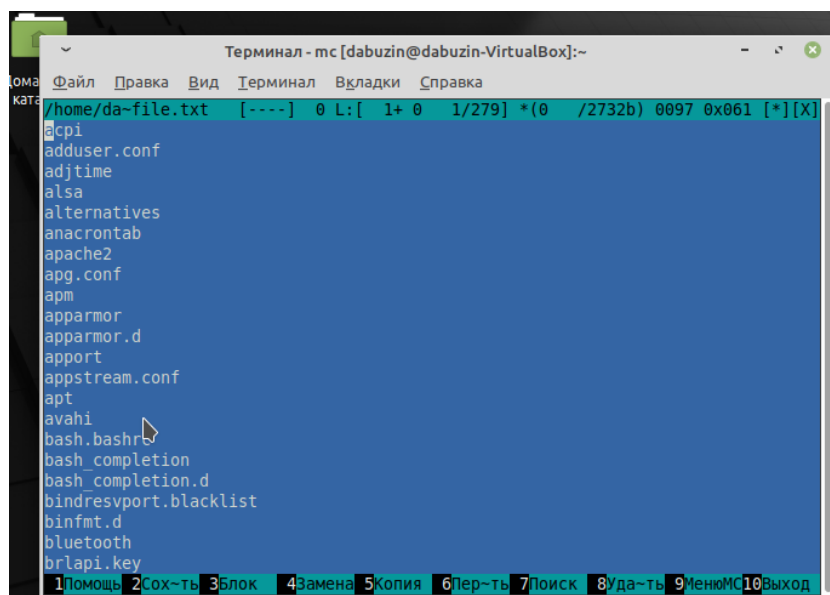 Терминал - mc [dabuzin@dabuzin-VirtualBox]:~
Файл Правка Вид Терминал Вкладки Справка
/home/da~file.txt [----] 0 L:[ 1+ 0 1/279] *(0 /2732b) 0097 0x061 [*][X]
acpi
adduser.conf
adjtime
alsa
alternatives
anacrontab
apache2
apg.conf
apm
apparmor
apparmor.d
apport
appstream.conf
apt
avahi
bash.bashrc
bash_completion
bash_completion.d
bindresvport.blacklist
binfmt.d
bluetooth
brlapi.key
1Помощь 2Сох~ть 3Блок 4Замена 5Копия 6Пер~ть 7Поиск 8Уда~ть 9МенюMC 10Выход